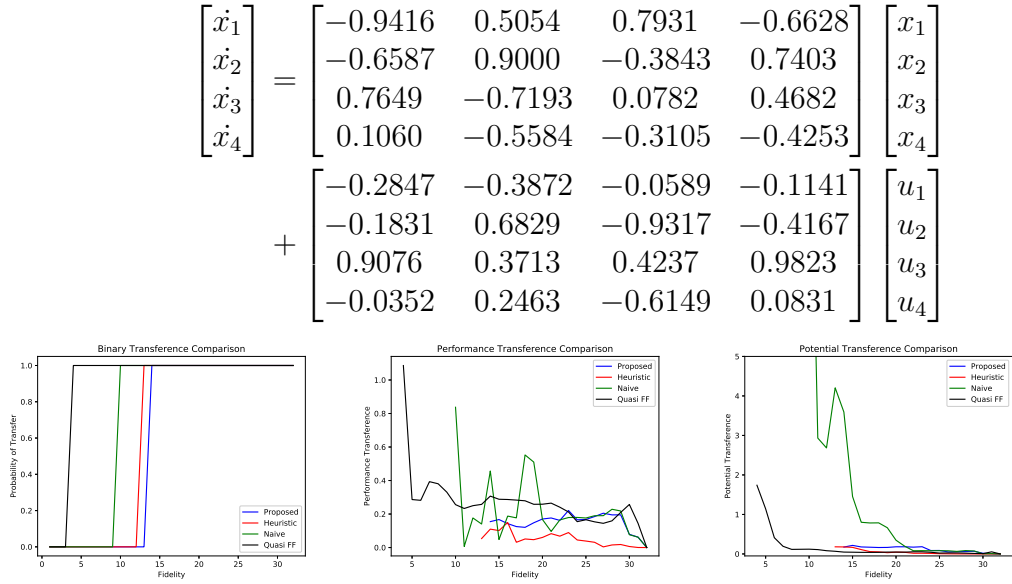 ẋ₁ −0.9416 0.5054 0.7931 −0.6628 x₁
ẋ₂ −0.6587 0.9000 −0.3843 0.7403 x₂
=
ẋ₃ 0.7649 −0.7193 0.0782 0.4682 x₃
ẋ₄ 0.1060 −0.5584 −0.3105 −0.4253 x₄
−0.2847 −0.3872 −0.0589 −0.1141 u₁
−0.1831 0.6829 −0.9317 −0.4167 u₂
+
0.9076 0.3713 0.4237 0.9823 u₃
−0.0352 0.2463 −0.6149 0.0831 u₄
Binary Transference Comparison
Probability of Transfer
1.0
0.8
0.6
0.4
0.2
0.0
Proposed
Heuristic
Naive
Quasi FF
0 5 10 15 20 25 30
Fidelity
Performance Transference Comparison
Performance Transference
1.0
0.8
0.6
0.4
0.2
0.0
Proposed
Heuristic
Naive
Quasi FF
5 10 15 20 25 30
Fidelity
Potential Transference Comparison
Potential Transference
5
4
3
2
1
0
Proposed
Heuristic
Naive
Quasi FF
5 10 15 20 25 30
Fidelity